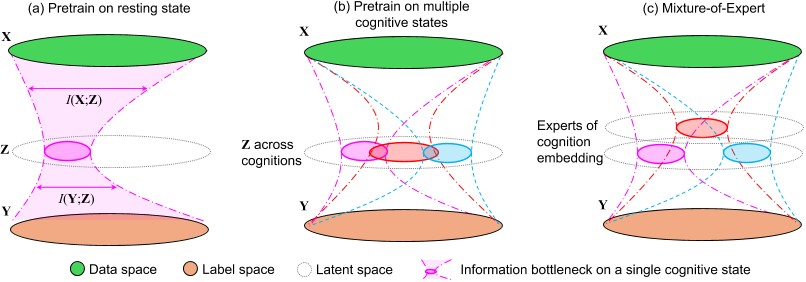 (a) Pretrain on resting state
X
I(X;Z)
Z
I(Y;Z)
Y
(b) Pretrain on multiple
cognitive states
X
Z across
cognitions
Y
(c) Mixture-of-Expert
X
Experts of
cognition
embedding
Y
Data space
Label space
Latent space
Information bottleneck on a single cognitive state